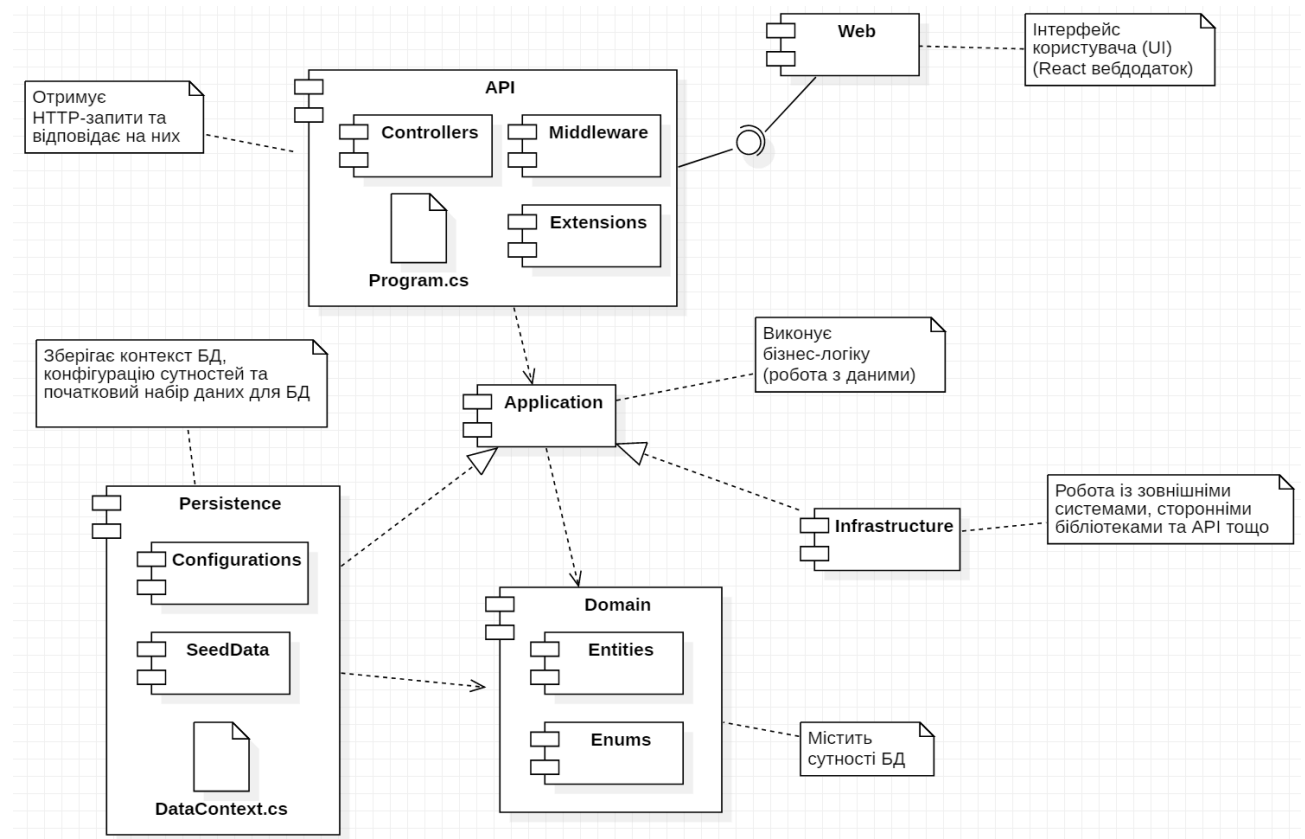 Web
Інтерфейс
користувача (UI)
(React вебдодаток)
Отримує
HTTP-запити та
відповідає на них
API
Controllers
Middleware
Extensions
Program.cs
Виконує
бізнес-логіку
(робота з даними)
Зберігає контекст БД,
конфігурацію сутностей та
початковий набір даних для БД
Application
Persistence
Configurations
SeedData
DataContext.cs
Infrastructure
Робота із зовнішніми
системами, сторонніми
бібліотеками та API тощо
Domain
Entities
Enums
Містить
сутності БД